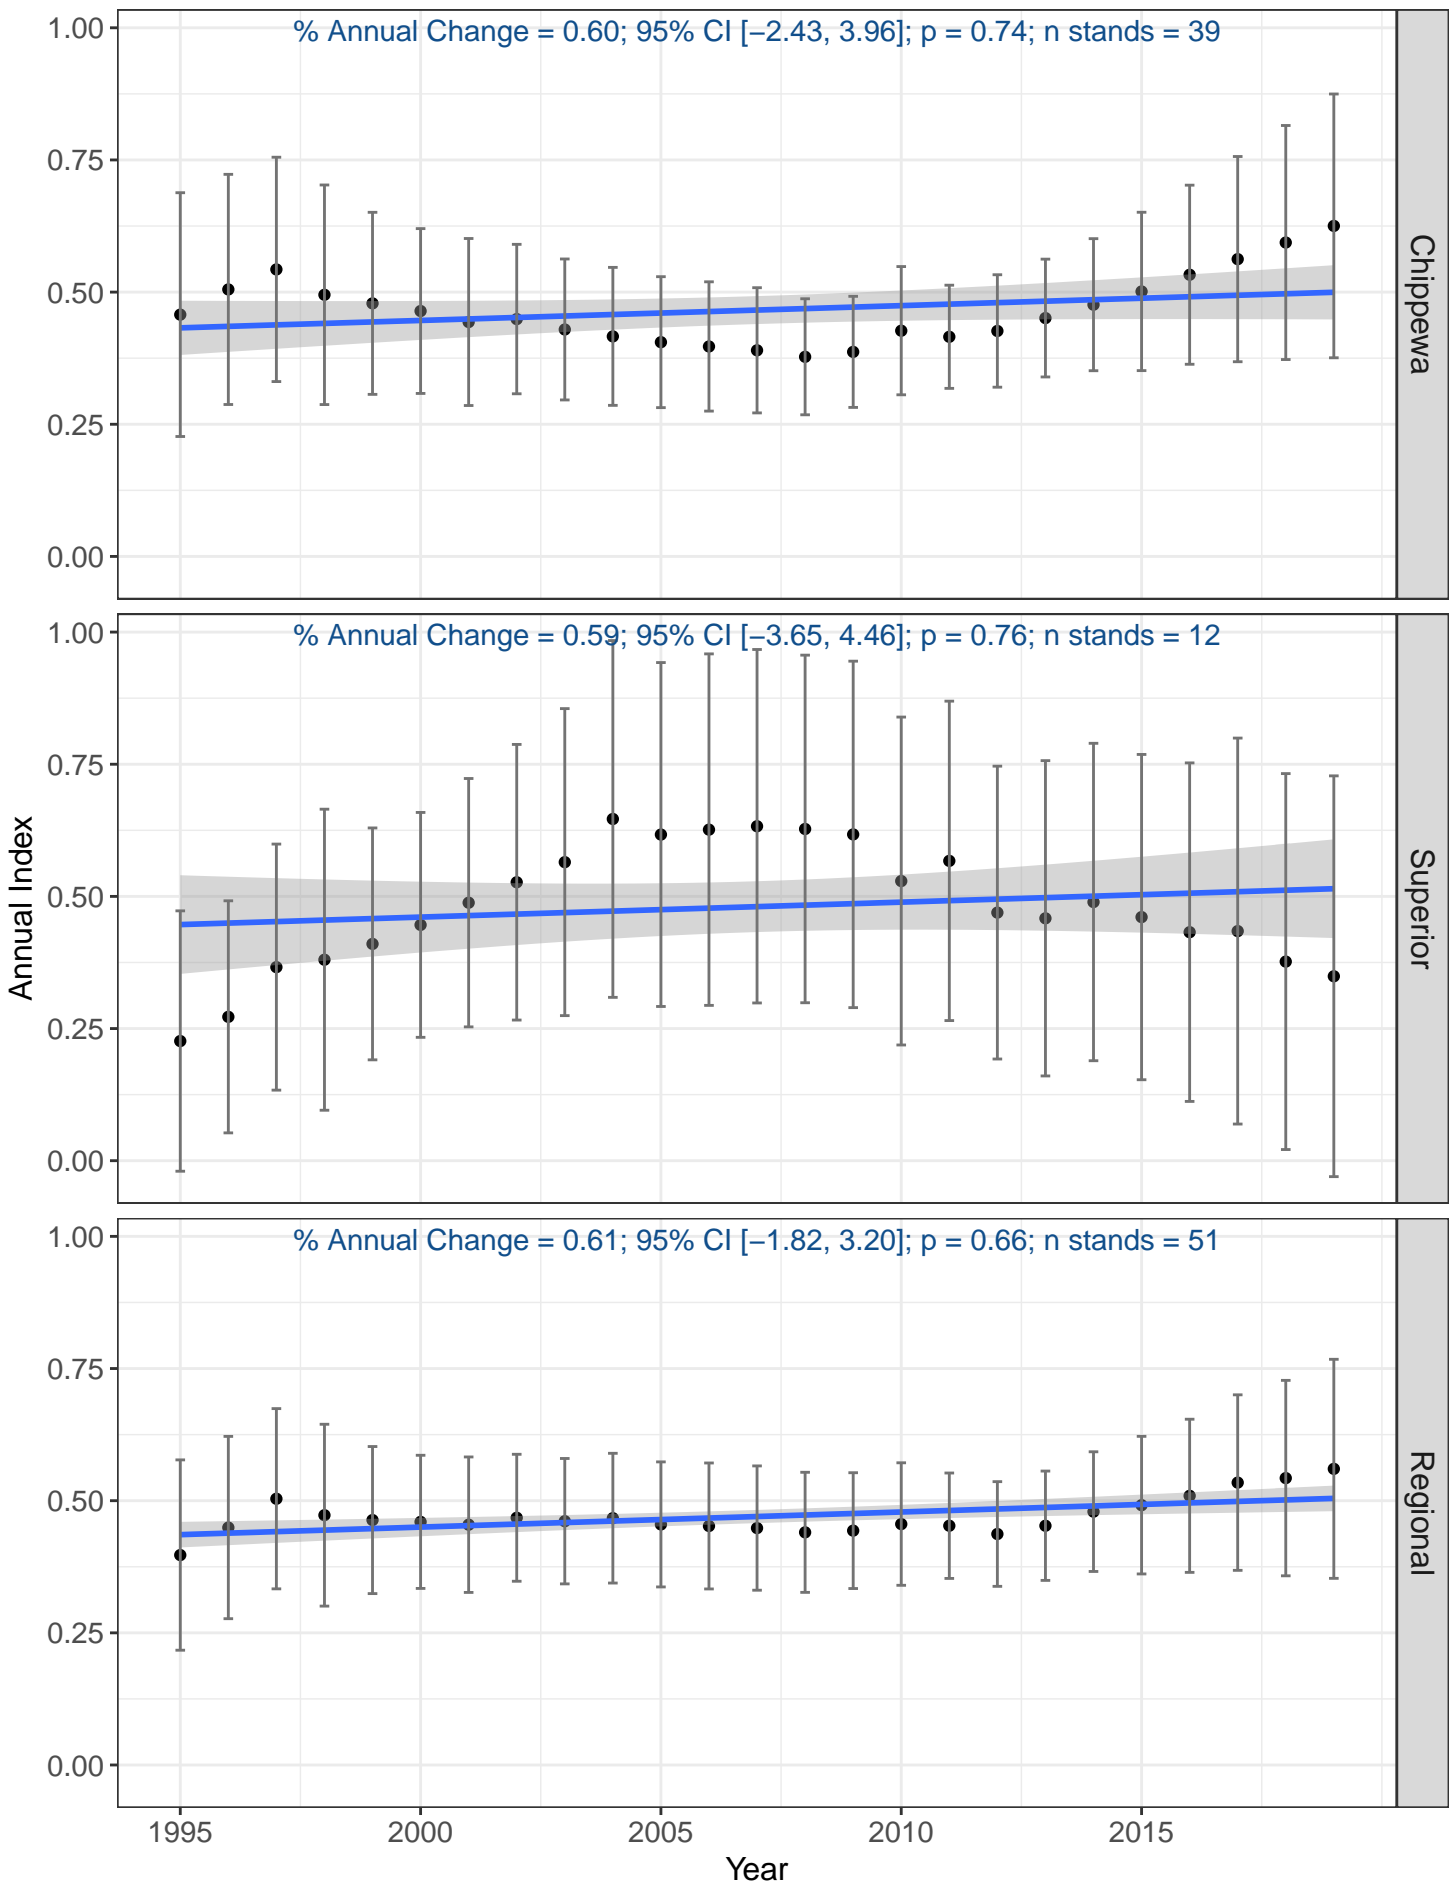 % Annual Change = 0.60; 95% CI [−2.43, 3.96]; p = 0.74; n stands = 39
1.00
0.75
0.50
0.25
0.00
Chippewa
% Annual Change = 0.59; 95% CI [−3.65, 4.46]; p = 0.76; n stands = 12
1.00
0.75
0.50
0.25
0.00
Superior
Annual Index
% Annual Change = 0.61; 95% CI [−1.82, 3.20]; p = 0.66; n stands = 51
1.00
0.75
0.50
0.25
0.00
Regional
1995 2000 2005 2010 2015
Year